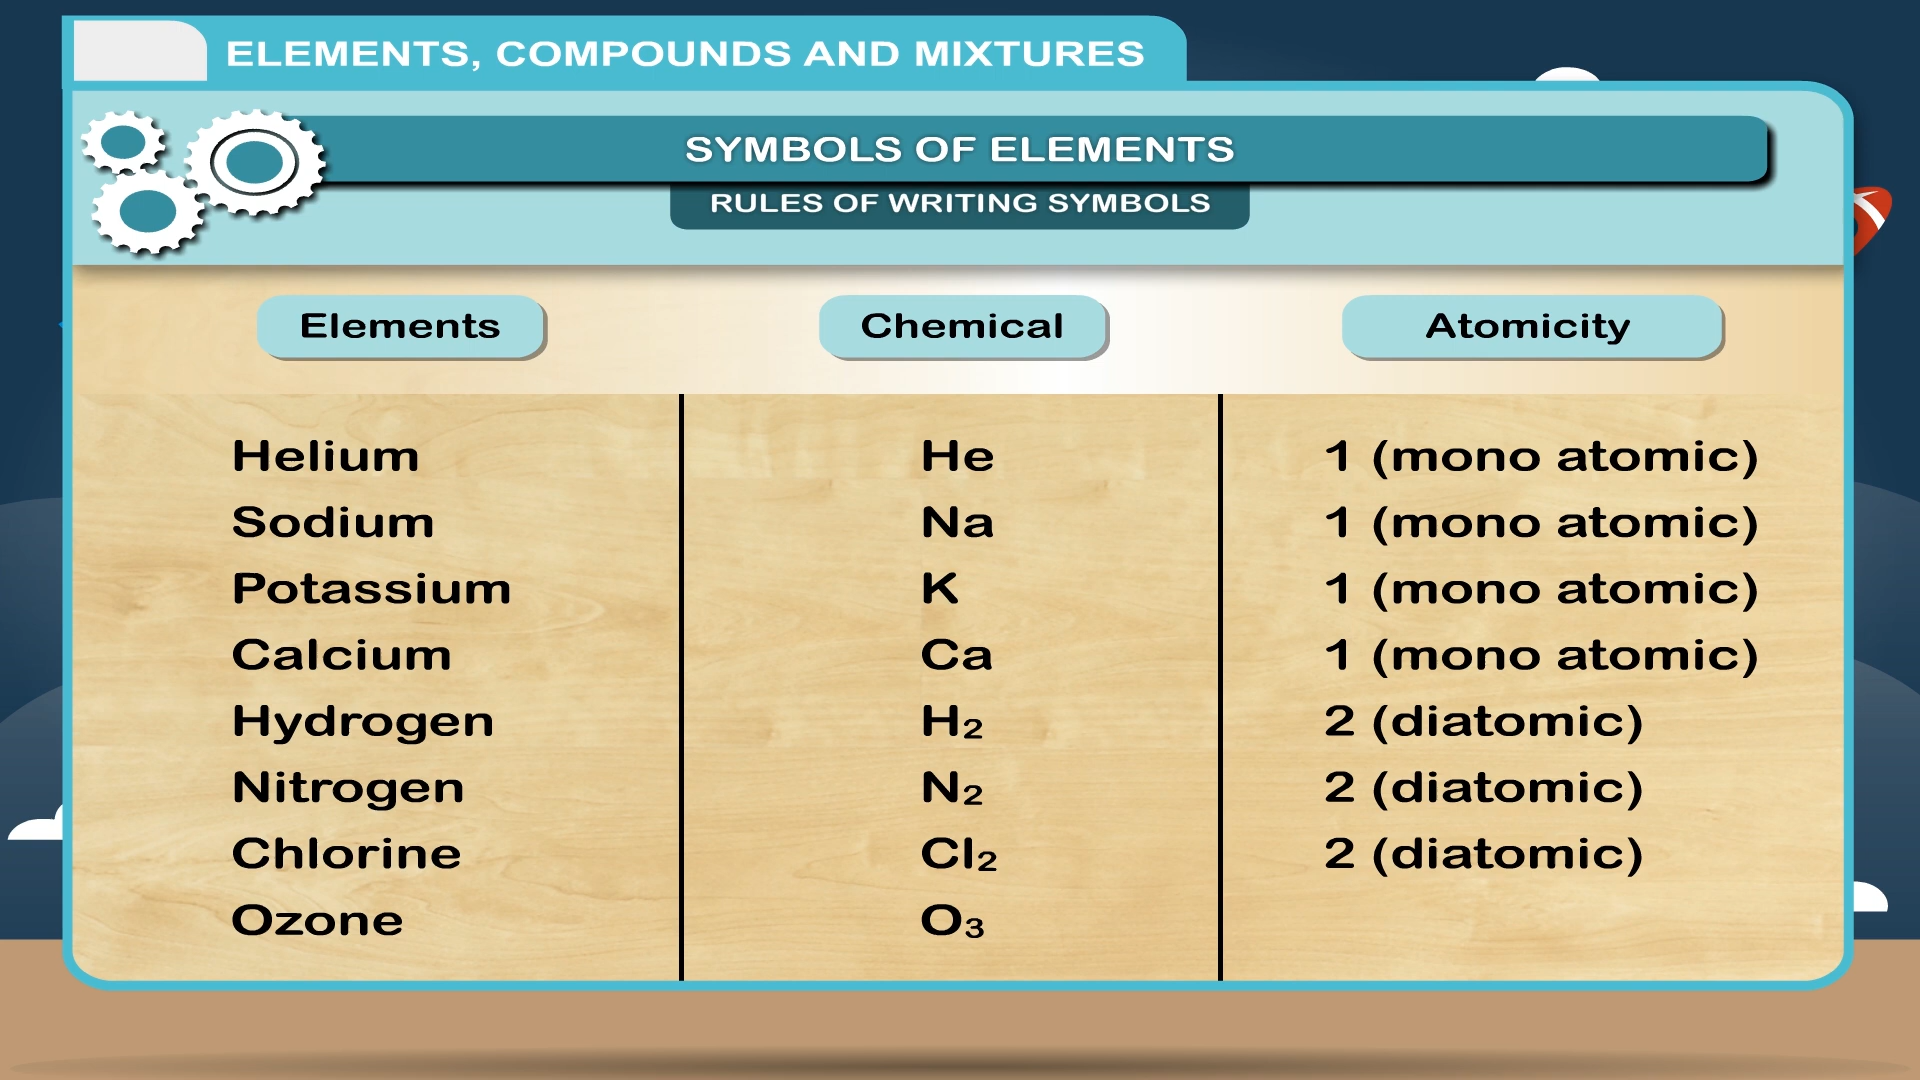 ELEMENTS, COMPOUNDS AND MIXTURES
SYMBOLS OF ELEMENTS
RULES OF WRITING SYMBOLS
Elements Chemical Atomicity
Helium He 1 (mono atomic)
Sodium Na 1 (mono atomic)
Potassium K 1 (mono atomic)
Calcium Ca 1 (mono atomic)
Hydrogen H₂ 2 (diatomic)
Nitrogen N₂ 2 (diatomic)
Chlorine Cl₂ 2 (diatomic)
Ozone O₃